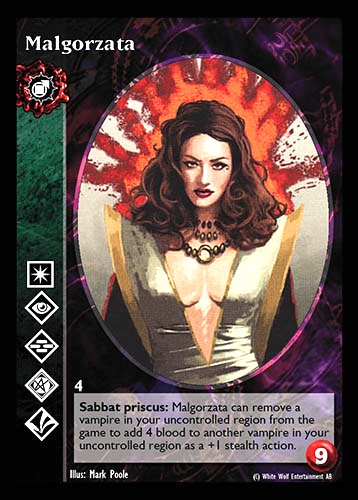 Malgorzata
4
Sabbat priscus: Malgorzata can remove a
vampire in your uncontrolled region from the
game to add 4 blood to another vampire in your
uncontrolled region as a +1 stealth action.
9
Illus: Mark Poole
(C) White Wolf Entertainment AB